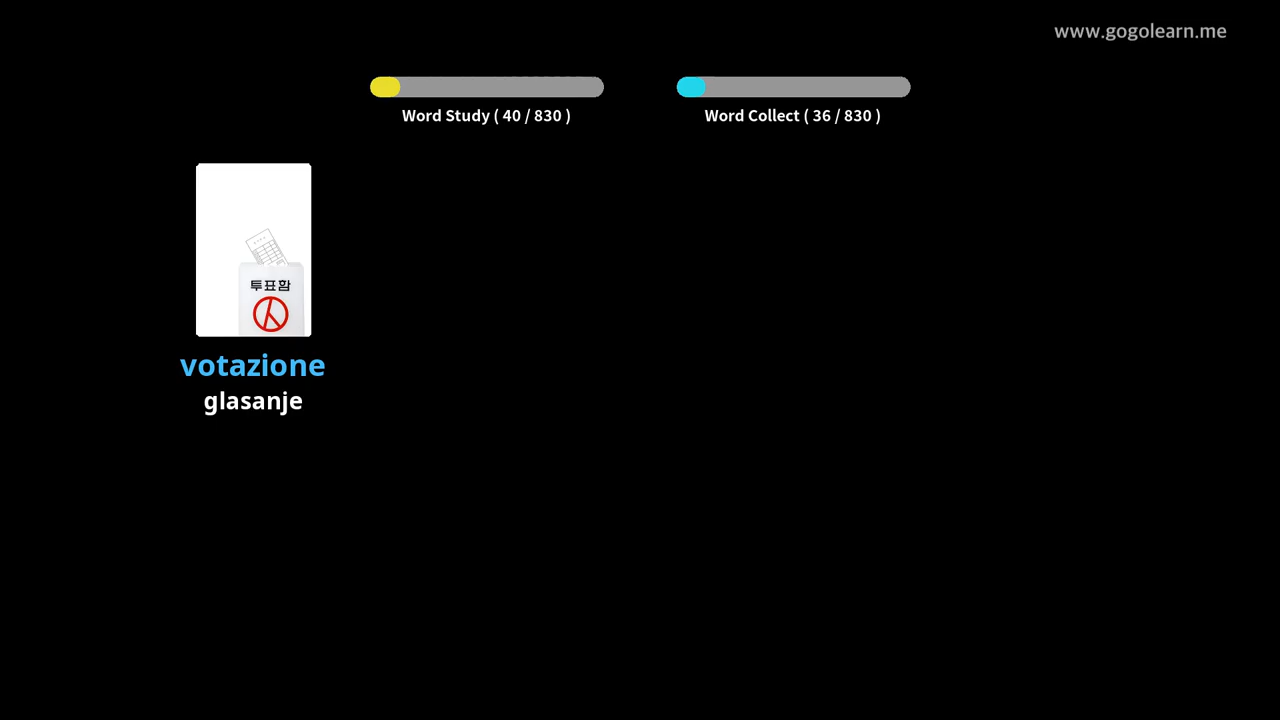 www.gogolearn.me
Word Study ( 40 / 830 )
Word Collect ( 36 / 830 )
투표함
votazione
glasanje